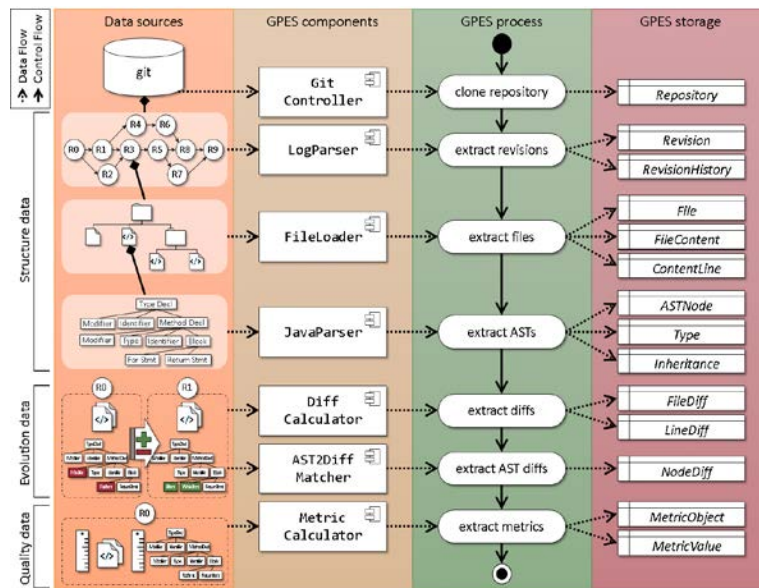 Data Flow
Control Flow
Data sources
GPES components
GPES process
GPES storage
git
Git
Controller
clone repository
Repository
Structure data
R0
R1
R2
R3
R4
R5
R6
R7
R8
R9
LogParser
extract revisions
Revision
RevisionHistory
FileLoader
extract files
File
FileContent
ContentLine
Type Decl
Modifier
Identifier
Method Decl
Modifier
Type
Identifier
Block
For Stmt
Return Stmt
JavaParser
extract ASTs
ASTNode
Type
Inheritance
Evolution data
R0
R1
Diff
Calculator
extract diffs
FileDiff
LineDiff
AST2Diff
Matcher
extract AST diffs
NodeDiff
Quality data
R0
Metric
Calculator
extract metrics
MetricObject
MetricValue